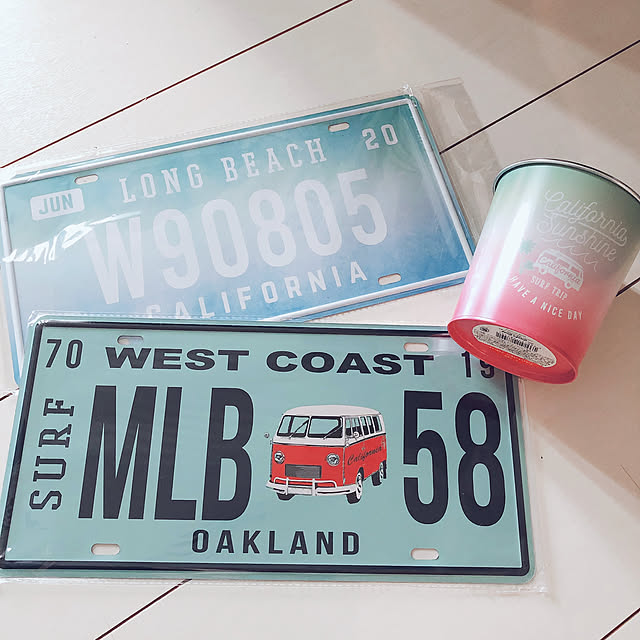 JUN LONG BEACH 20
W90805
CALIFORNIA
70 WEST COAST 19
SURF
MLB California 58
OAKLAND
California
Sunshine
SURF TRIP
HAVE A NICE DAY